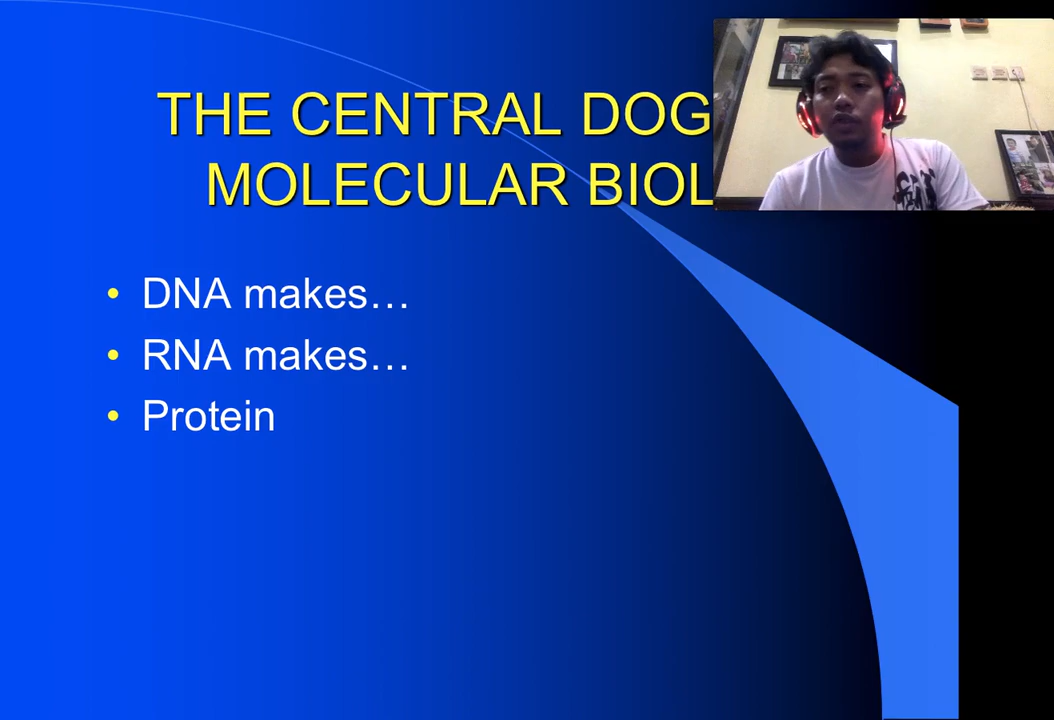 THE CENTRAL DOG
MOLECULAR BIOL
• DNA makes…
• RNA makes…
• Protein